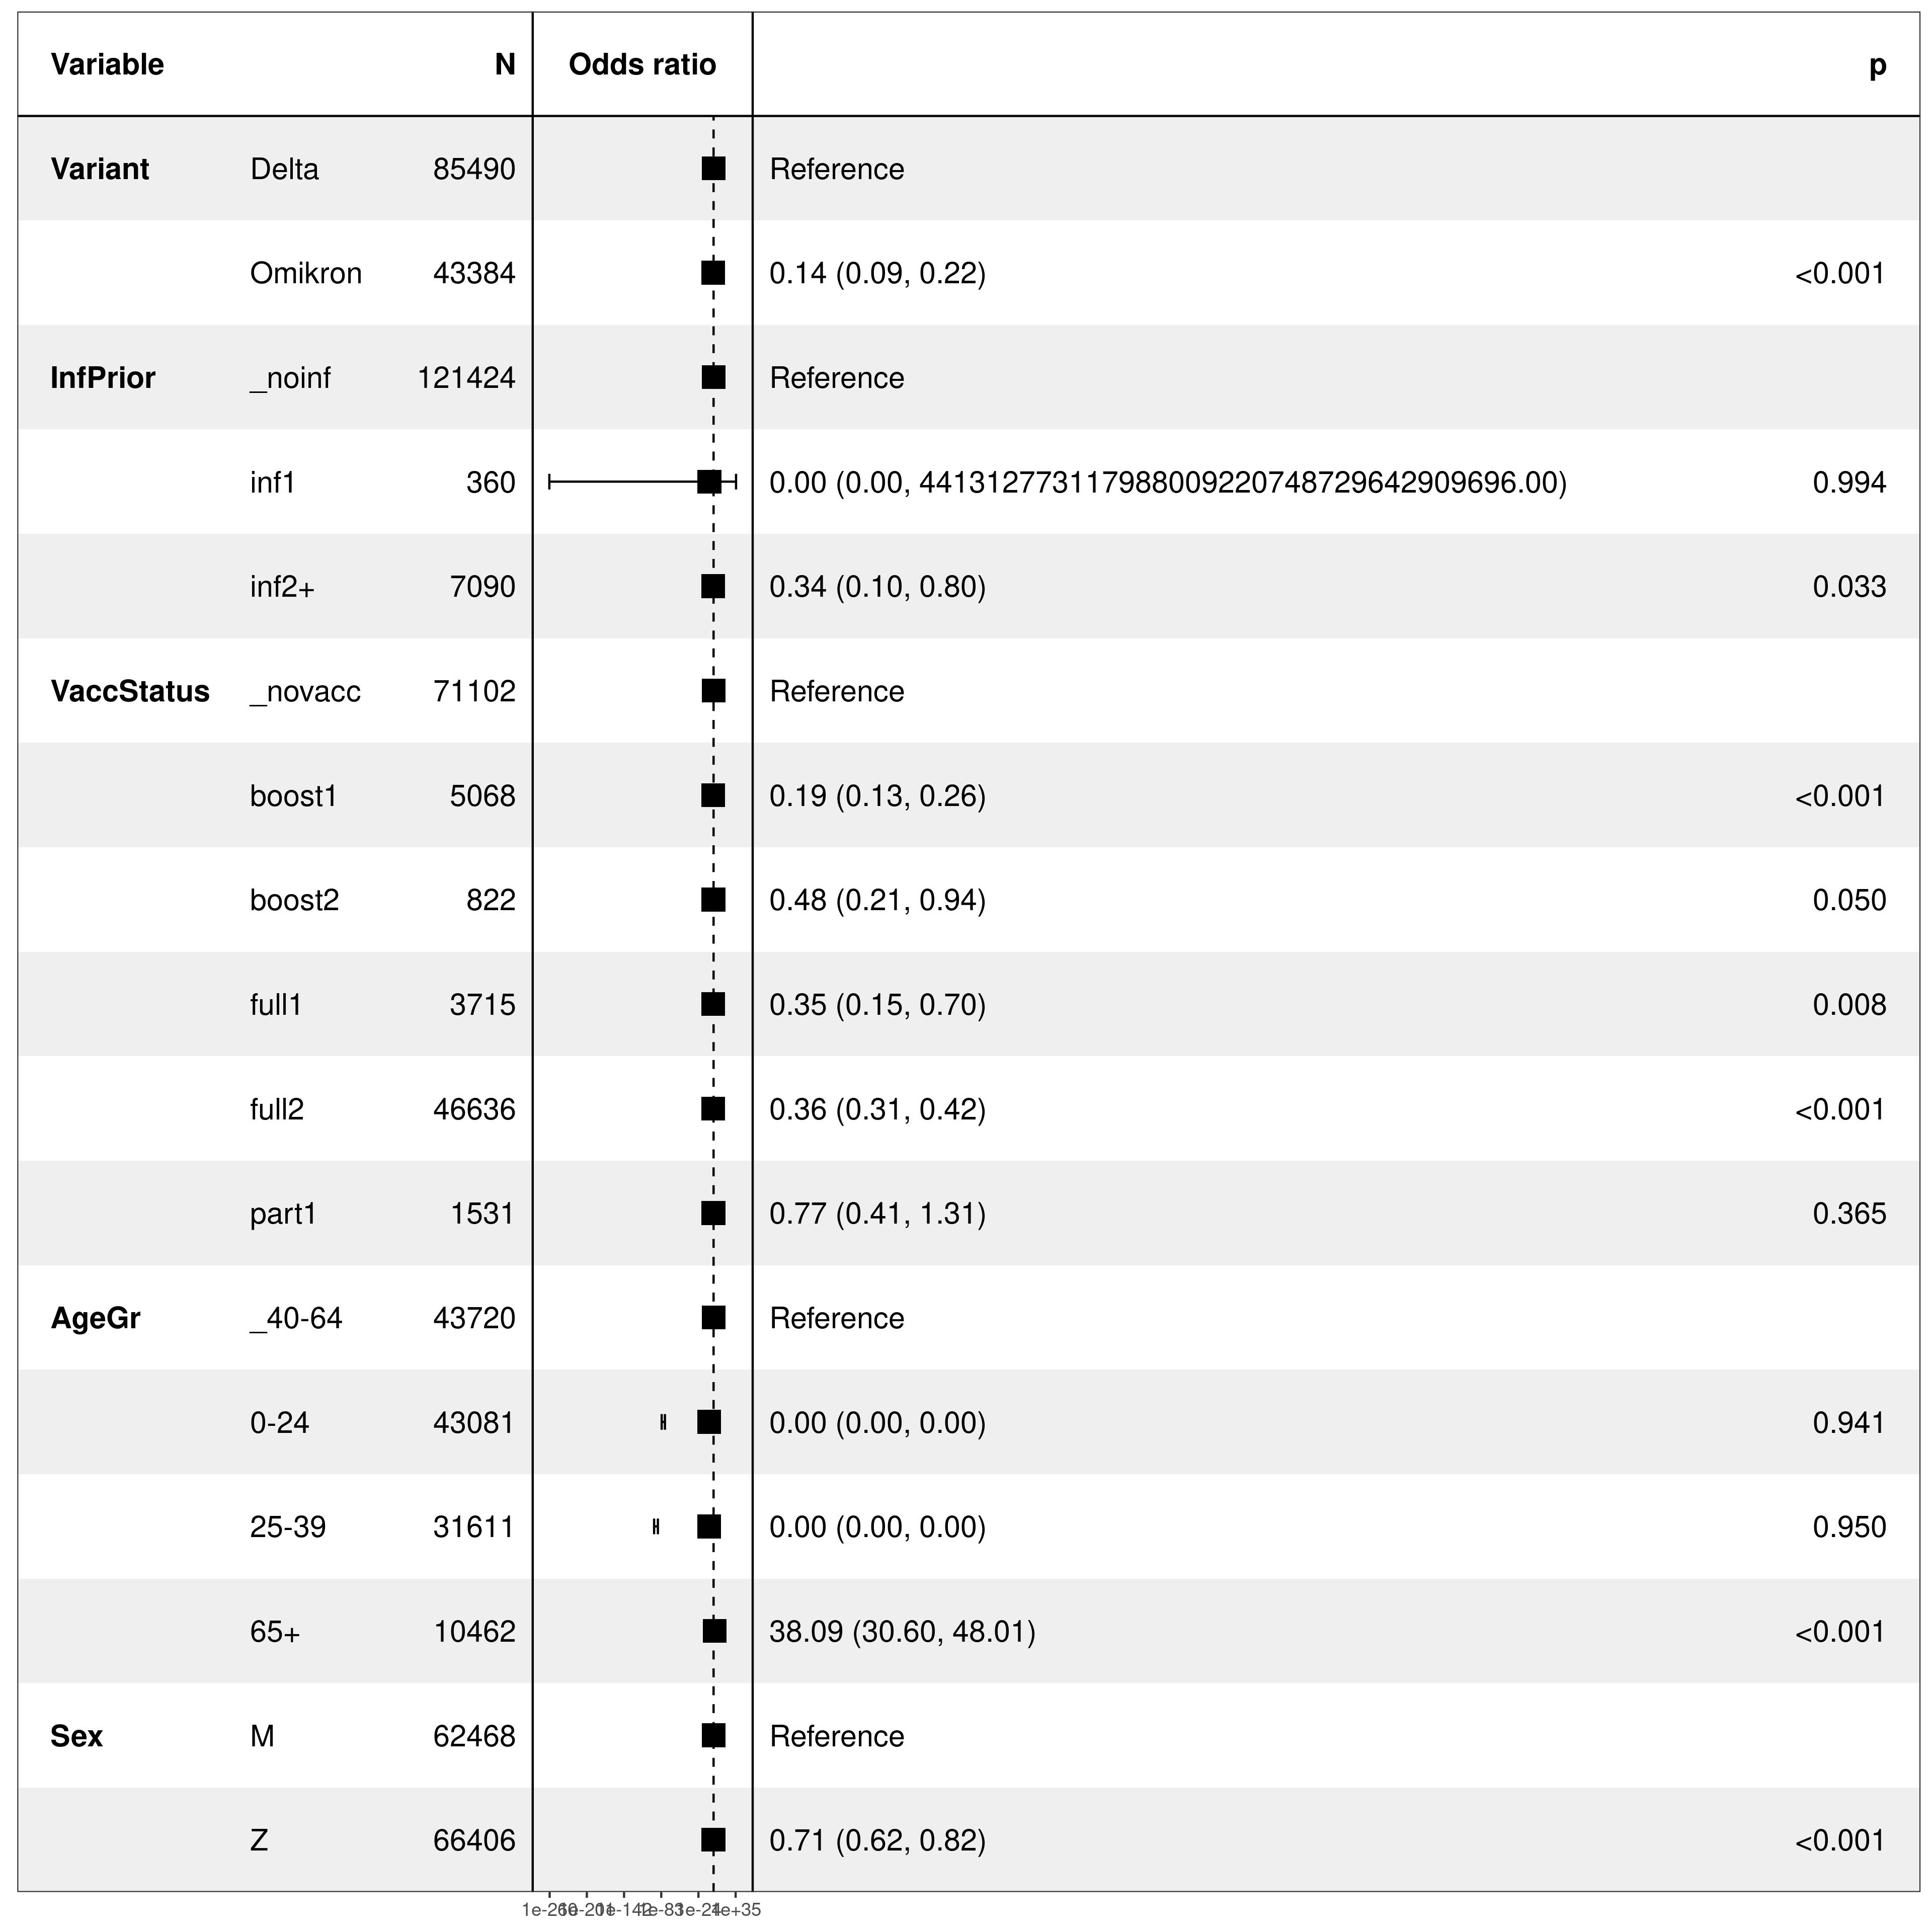 Variable N Odds ratio p
Variant Delta 85490 Reference
Omikron 43384 0.14 (0.09, 0.22) <0.001
InfPrior _noinf 121424 Reference
inf1 360 0.00 (0.00, 44131277311798800922074872964290​9696.00) 0.994
inf2+ 7090 0.34 (0.10, 0.80) 0.033
VaccStatus _novacc 71102 Reference
boost1 5068 0.19 (0.13, 0.26) <0.001
boost2 822 0.48 (0.21, 0.94) 0.050
full1 3715 0.35 (0.15, 0.70) 0.008
full2 46636 0.36 (0.31, 0.42) <0.001
part1 1531 0.77 (0.41, 1.31) 0.365
AgeGr _40-64 43720 Reference
0-24 43081 0.00 (0.00, 0.00) 0.941
25-39 31611 0.00 (0.00, 0.00) 0.950
65+ 10462 38.09 (30.60, 48.01) <0.001
Sex M 62468 Reference
Z 66406 0.71 (0.62, 0.82) <0.001
1e-260 1e-201 1e-142 1e-83 1e-24 1e+35